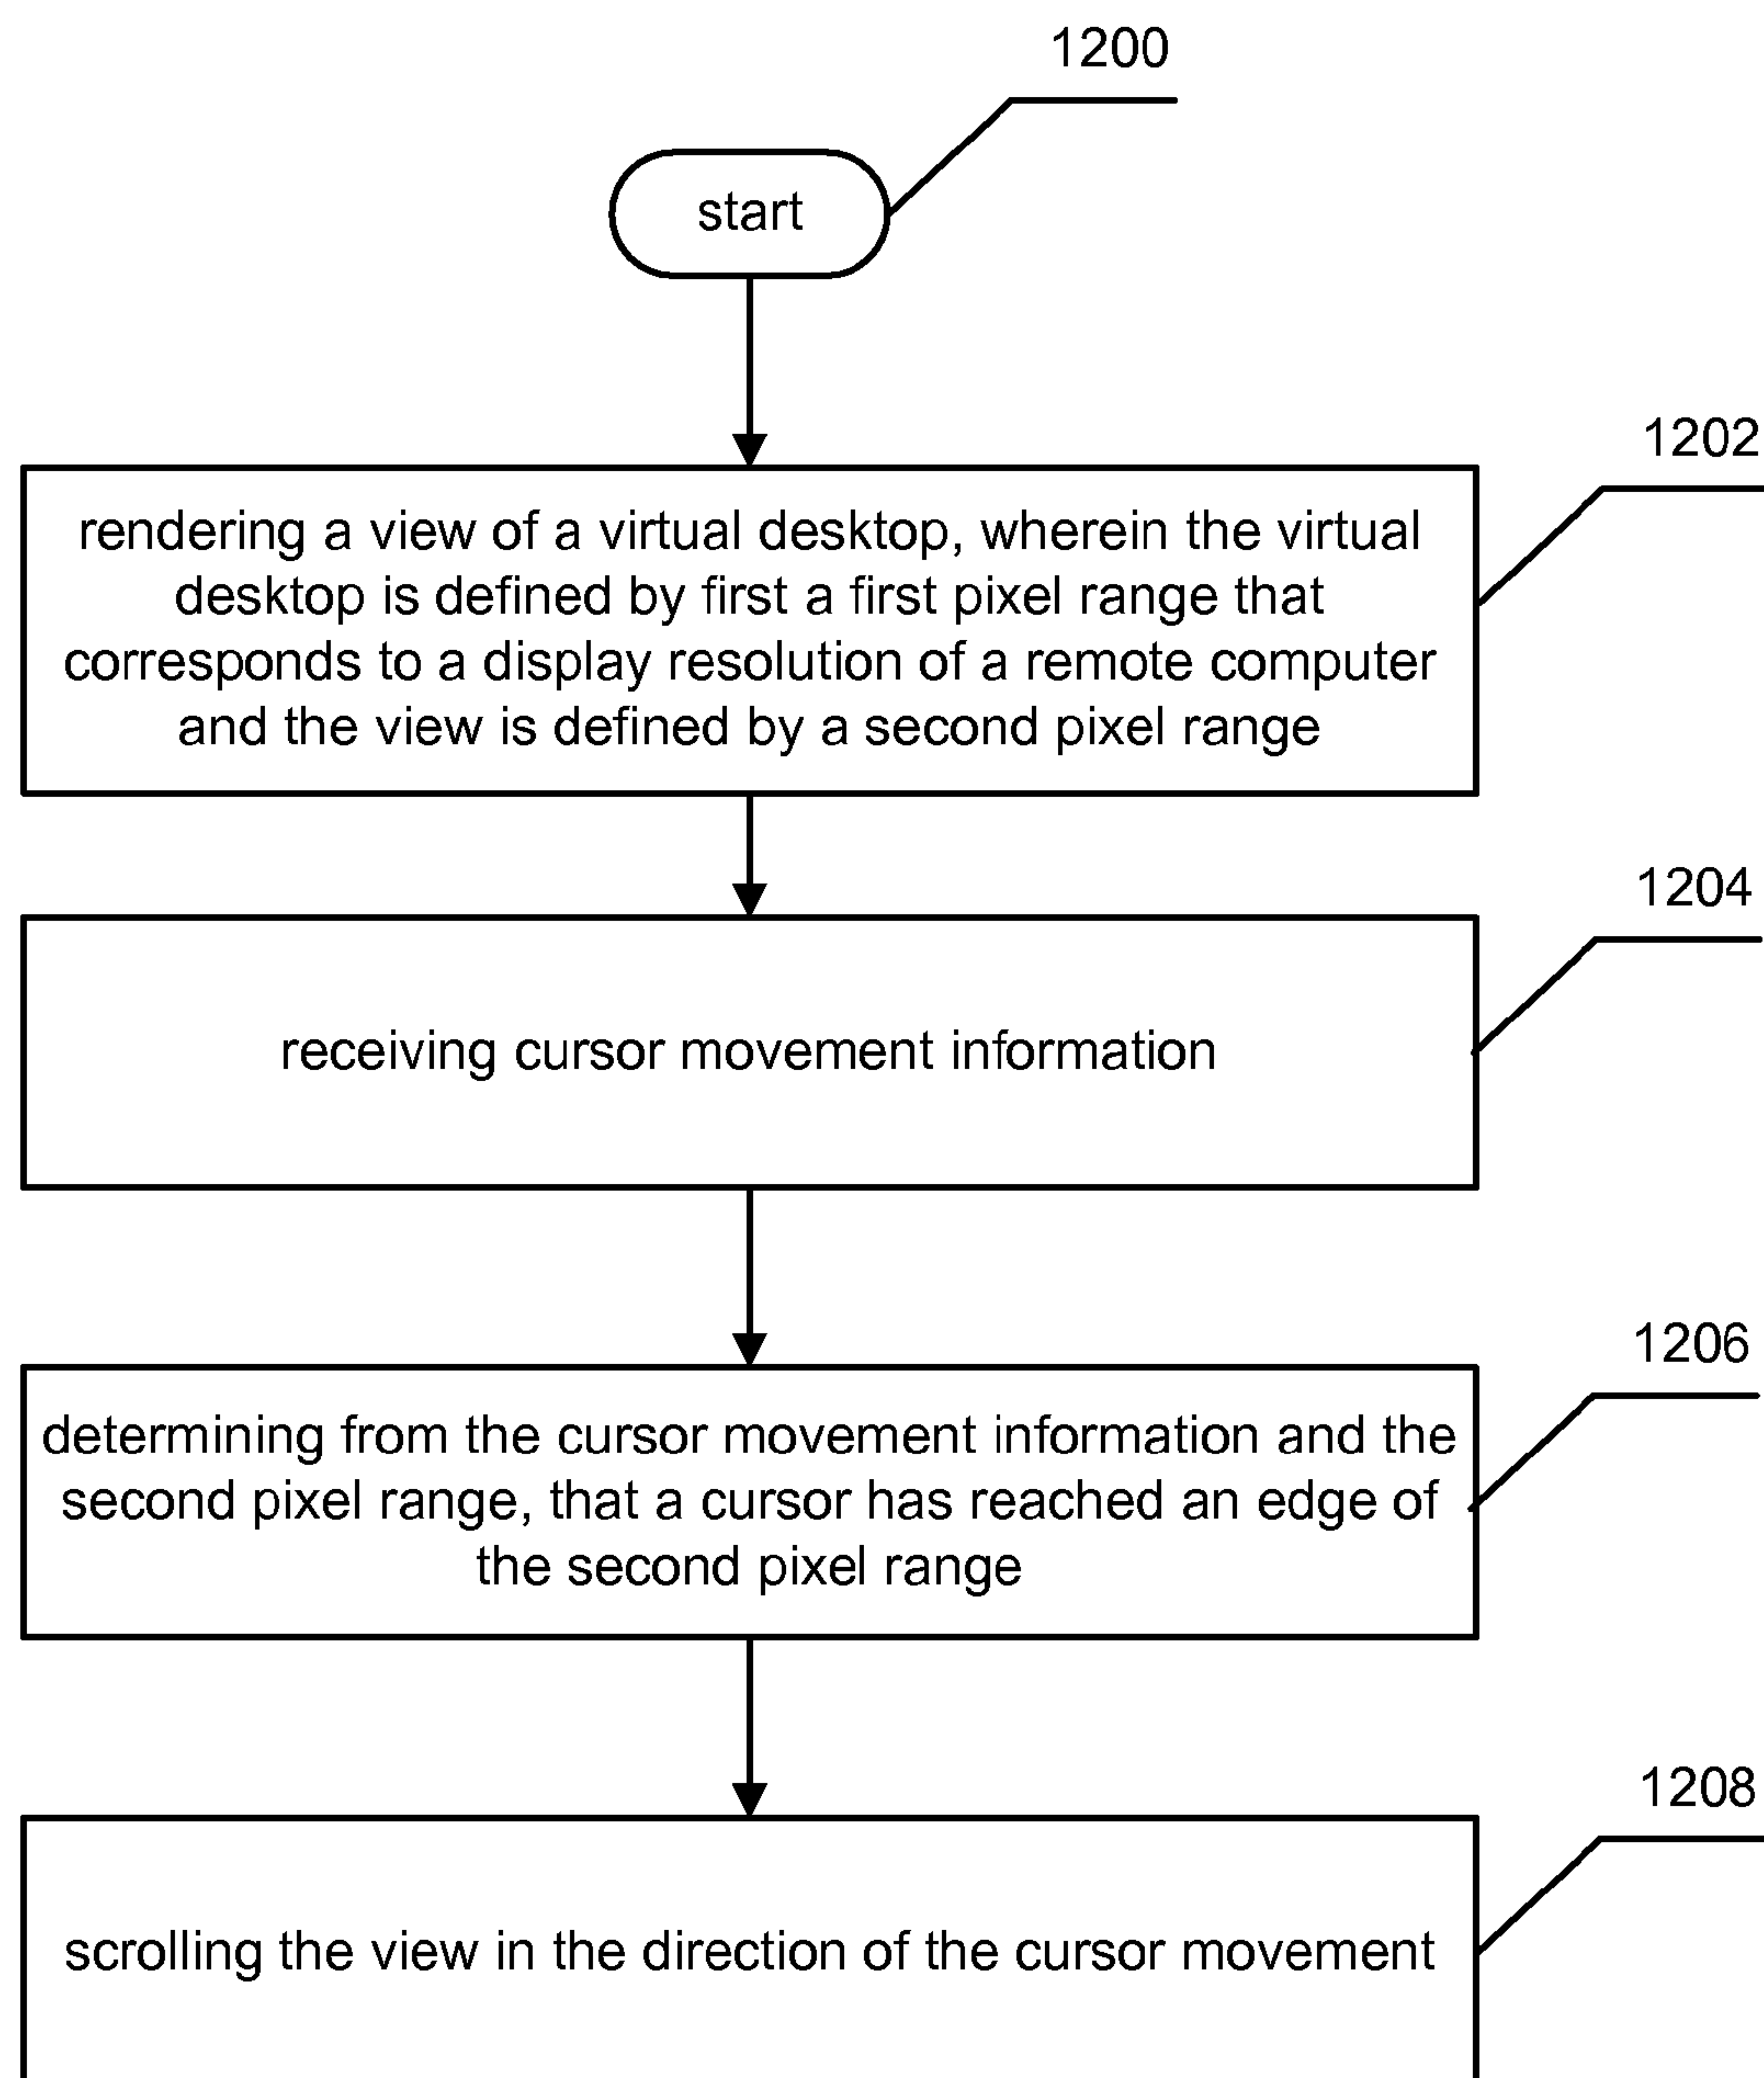 1200
start
1202
rendering a view of a virtual desktop, wherein the virtual
desktop is defined by first a first pixel range that
corresponds to a display resolution of a remote computer
and the view is defined by a second pixel range
1204
receiving cursor movement information
1206
determining from the cursor movement information and the
second pixel range, that a cursor has reached an edge of
the second pixel range
1208
scrolling the view in the direction of the cursor movement